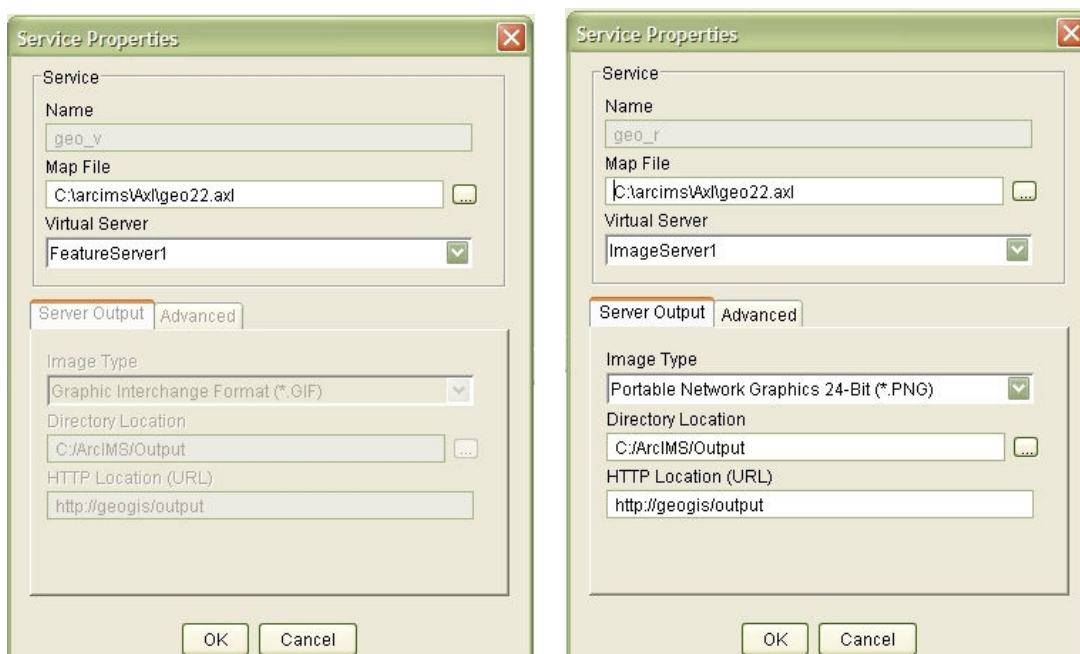 Service Properties
Service
Name
geo_v
Map File
C:\arcims\Axl\geo22.axl
...
Virtual Server
FeatureServer1
Server Output
Advanced
Image Type
Graphic Interchange Format (*.GIF)
Directory Location
C:/ArcIMS/Output
...
HTTP Location (URL)
http://geogis/output
OK
Cancel
Service Properties
Service
Name
geo_r
Map File
C:\arcims\Axl\geo22.axl
...
Virtual Server
ImageServer1
Server Output
Advanced
Image Type
Portable Network Graphics 24-Bit (*.PNG)
Directory Location
C:/ArcIMS/Output
...
HTTP Location (URL)
http://geogis/output
OK
Cancel